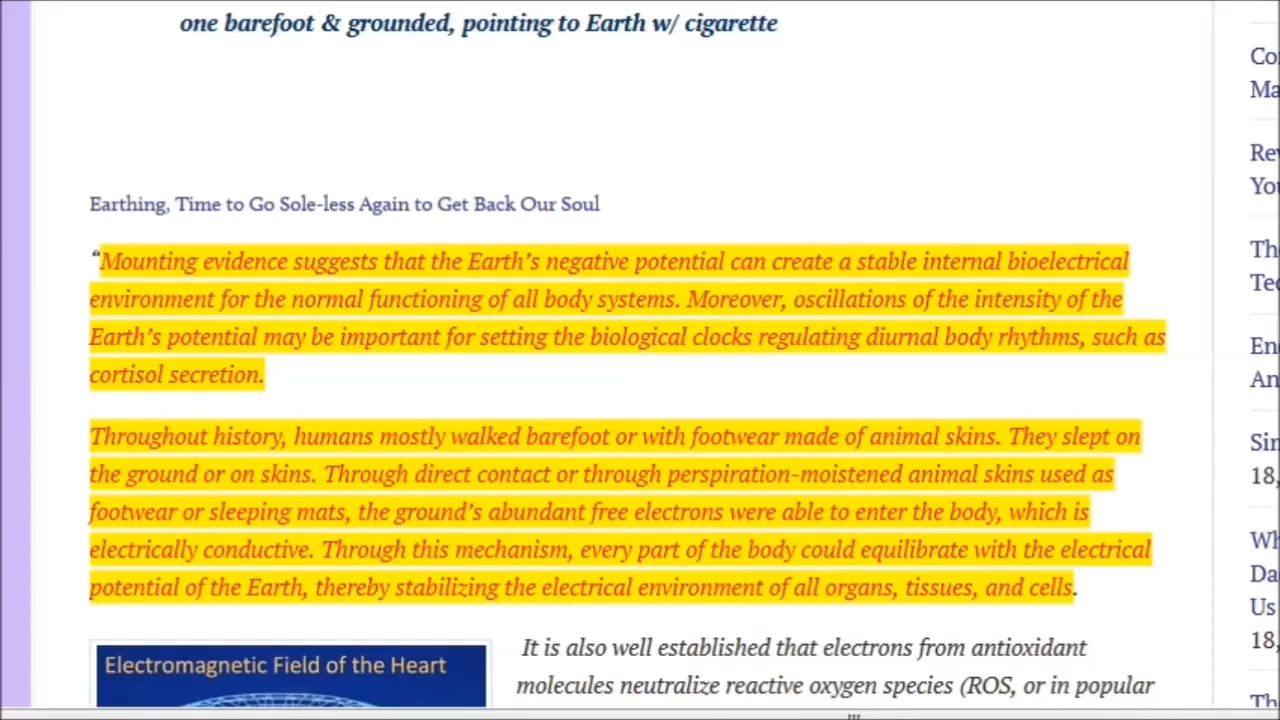 one barefoot & grounded, pointing to Earth w/ cigarette
Earthing, Time to Go Sole-less Again to Get Back Our Soul
“Mounting evidence suggests that the Earth’s negative potential can create a stable internal bioelectrical
environment for the normal functioning of all body systems. Moreover, oscillations of the intensity of the
Earth’s potential may be important for setting the biological clocks regulating diurnal body rhythms, such as
cortisol secretion.
Throughout history, humans mostly walked barefoot or with footwear made of animal skins. They slept on
the ground or on skins. Through direct contact or through perspiration-moistened animal skins used as
footwear or sleeping mats, the ground’s abundant free electrons were able to enter the body, which is
electrically conductive. Through this mechanism, every part of the body could equilibrate with the electrical
potential of the Earth, thereby stabilizing the electrical environment of all organs, tissues, and cells.
Electromagnetic Field of the Heart
It is also well established that electrons from antioxidant
molecules neutralize reactive oxygen species (ROS, or in popular
18,
Us
18,